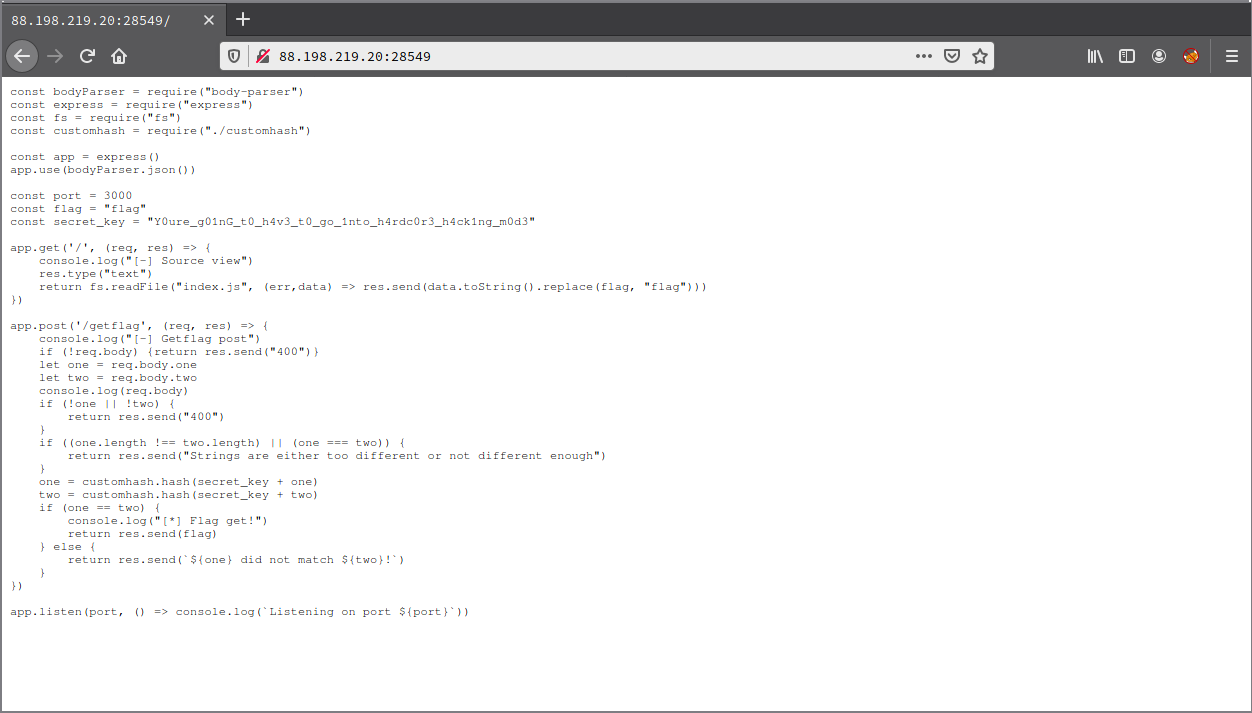 88.198.219.20:28549/
88.198.219.20:28549
const bodyParser = require("body-parser")
const express = require("express")
const fs = require("fs")
const customhash = require("./customhash")
const app = express()
app.use(bodyParser.json())
const port = 3000
const flag = "flag"
const secret_key = "Y0ure_g01nG_t0_h4v3_t0_go_1nto_h4rdc0r3_h4ck1ng_m0d3"
app.get('/', (req, res) => {
    console.log("[-] Source view")
    res.type("text")
    return fs.readFile("index.js", (err,data) => res.send(data.toString().replace(flag, "flag")))
})
app.post('/getflag', (req, res) => {
    console.log("[-] Getflag post")
    if (!req.body) {return res.send("400")}
    let one = req.body.one
    let two = req.body.two
    console.log(req.body)
    if (!one || !two) {
        return res.send("400")
    }
    if ((one.length !== two.length) || (one === two)) {
        return res.send("Strings are either too different or not different enough")
    }
    one = customhash.hash(secret_key + one)
    two = customhash.hash(secret_key + two)
    if (one == two) {
        console.log("[*] Flag get!")
        return res.send(flag)
    } else {
        return res.send(`${one} did not match ${two}!`)
    }
})
app.listen(port, () => console.log(`Listening on port ${port}`))